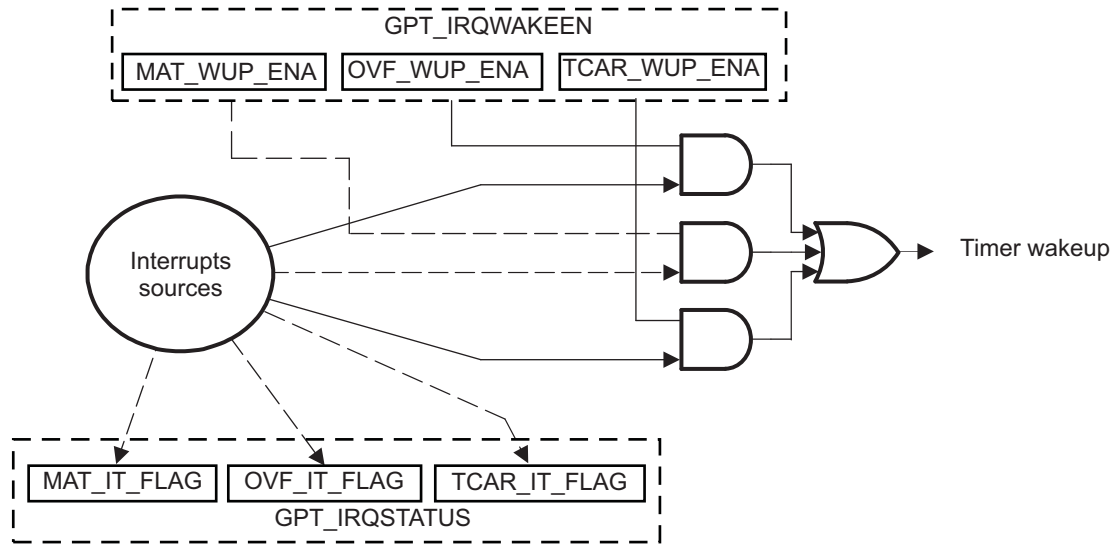 GPT_IRQWAKEEN
MAT_WUP_ENA
OVF_WUP_ENA
TCAR_WUP_ENA
Interrupts
sources
Timer wakeup
MAT_IT_FLAG
OVF_IT_FLAG
TCAR_IT_FLAG
GPT_IRQSTATUS